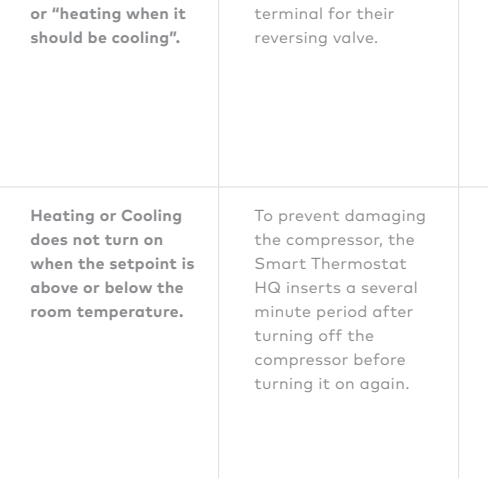 or “heating when it
should be cooling”.
terminal for their
reversing valve.
Heating or Cooling
does not turn on
when the setpoint is
above or below the
room temperature.
To prevent damaging
the compressor, the
Smart Thermostat
HQ inserts a several
minute period after
turning off the
compressor before
turning it on again.